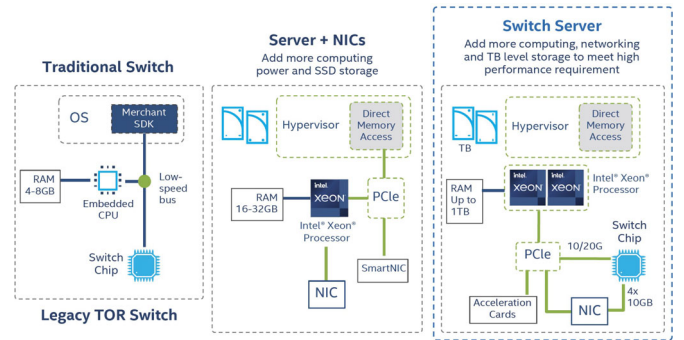 Traditional Switch
OS
Merchant
SDK
RAM
4-8GB
Embedded
CPU
Low-
speed
bus
Switch
Chip
Legacy TOR Switch
Server + NICs
Add more computing
power and SSD storage
Hypervisor
Direct
Memory
Access
RAM
16-32GB
intel.
XEON
Intel® Xeon®
Processor
PCIe
NIC
SmartNIC
Switch Server
Add more computing, networking
and TB level storage to meet high
performance requirement
TB
Hypervisor
Direct
Memory
Access
RAM
Up to
1TB
intel.
XEON
intel.
XEON
Intel® Xeon®
Processor
Switch
Chip
PCIe
10/20G
4x
10GB
Acceleration
Cards
NIC